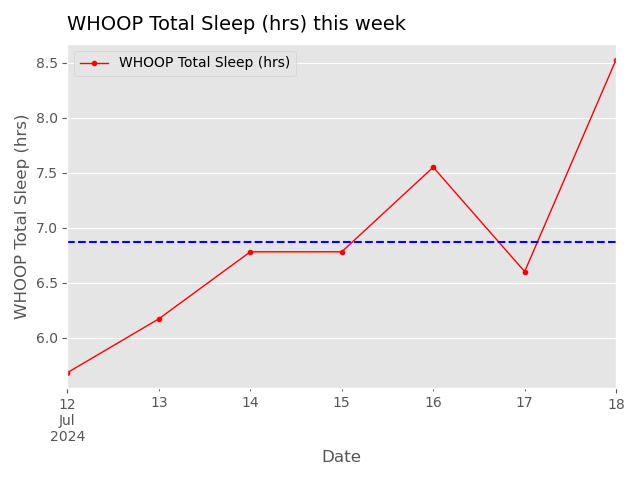 WHOOP Total Sleep (hrs) this week
WHOOP Total Sleep (hrs)
WHOOP Total Sleep (hrs)
8.5
8.0
7.5
7.0
6.5
6.0
12 13 14 15 16 17 18
Jul
2024
Date